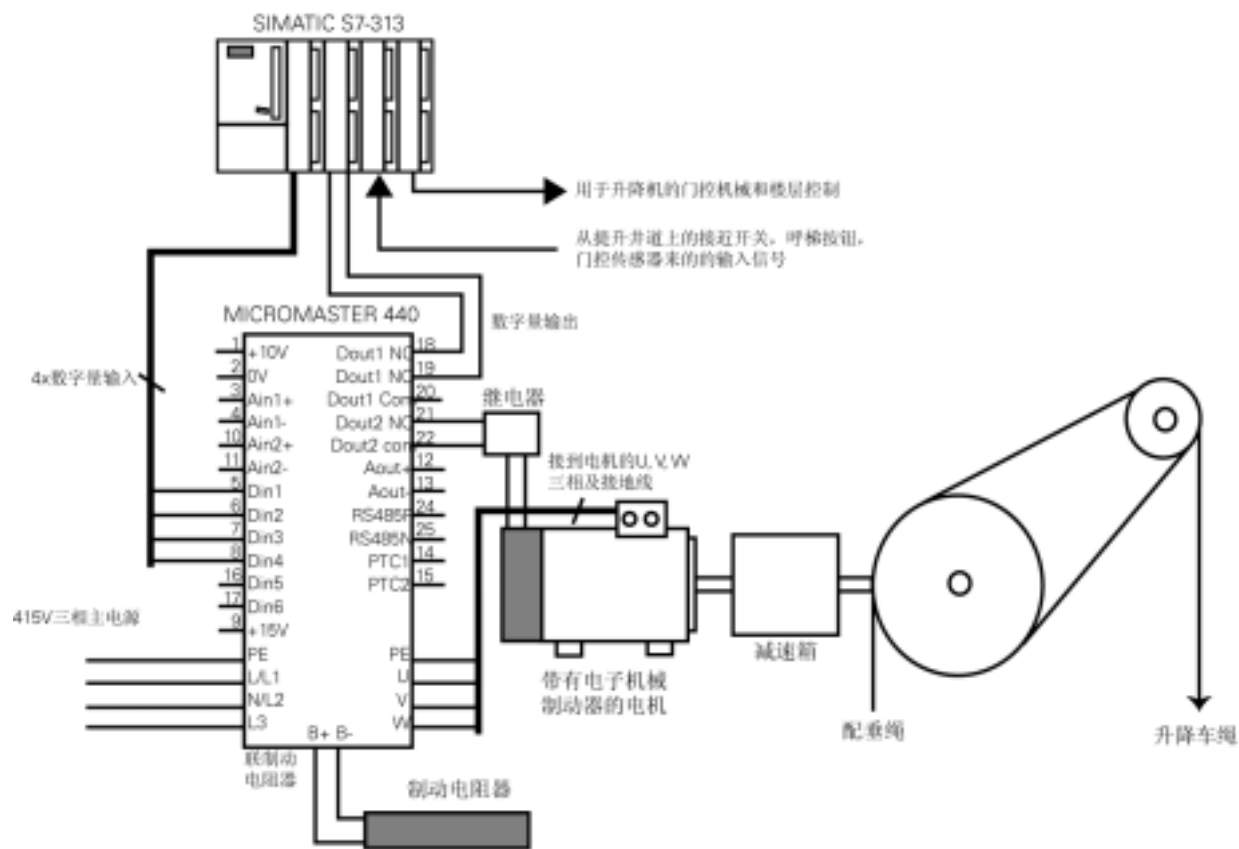 SIMATIC S7-313
用于升降机的门控机械和楼层控制
从提升井道上的接近开关，呼梯按钮，
门控传感器来的的输入信号
MICROMASTER 440
数字量输出
4x数字量输入
1 +10V
2 0V
3 Ain1+
4 Ain1-
10 Ain2+
11 Ain2-
5 Din1
6 Din2
7 Din3
8 Din4
16 Din5
17 Din6
9 +15V
PE
L/L1
N/L2
L3
Dout1 NC 18
Dout1 NO 19
Dout1 Com 20
Dout2 NO 21
Dout2 com 22
Aout+ 12
Aout- 13
RS485P 24
RS485N 25
PTC1 14
PTC2 15
PE
U
V
W
B+ B-
415V三相主电源
继电器
接到电机的U,V,W
三相及接地线
减速箱
带有电子机械
制动器的电机
配垂绳
升降车绳
联制动
电阻器
制动电阻器